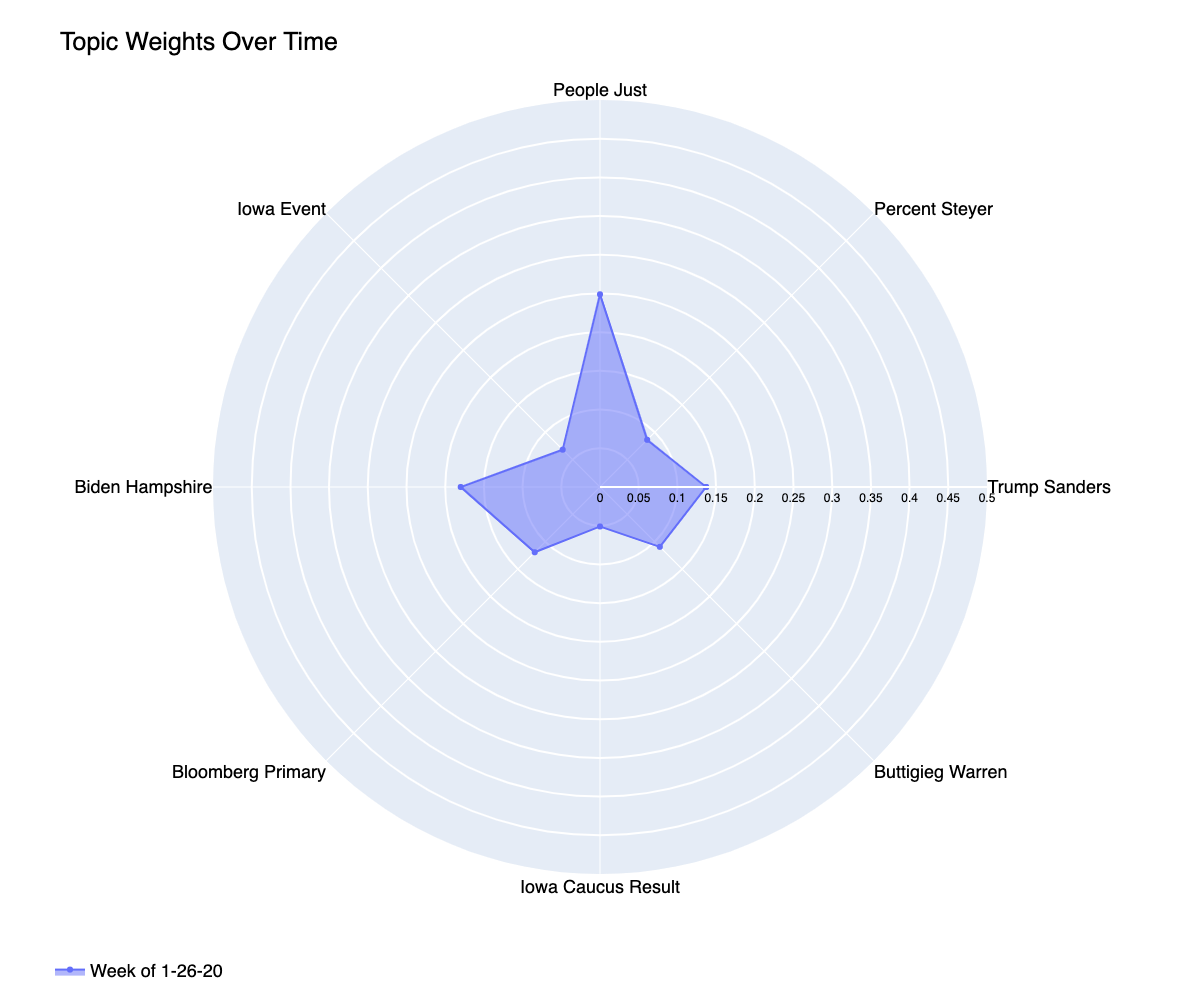 Topic Weights Over Time
People Just
Iowa Event
Percent Steyer
Biden Hampshire
Trump Sanders
0 0.05 0.1 0.15 0.2 0.25 0.3 0.35 0.4 0.45 0.5
Bloomberg Primary
Buttigieg Warren
Iowa Caucus Result
Week of 1-26-20